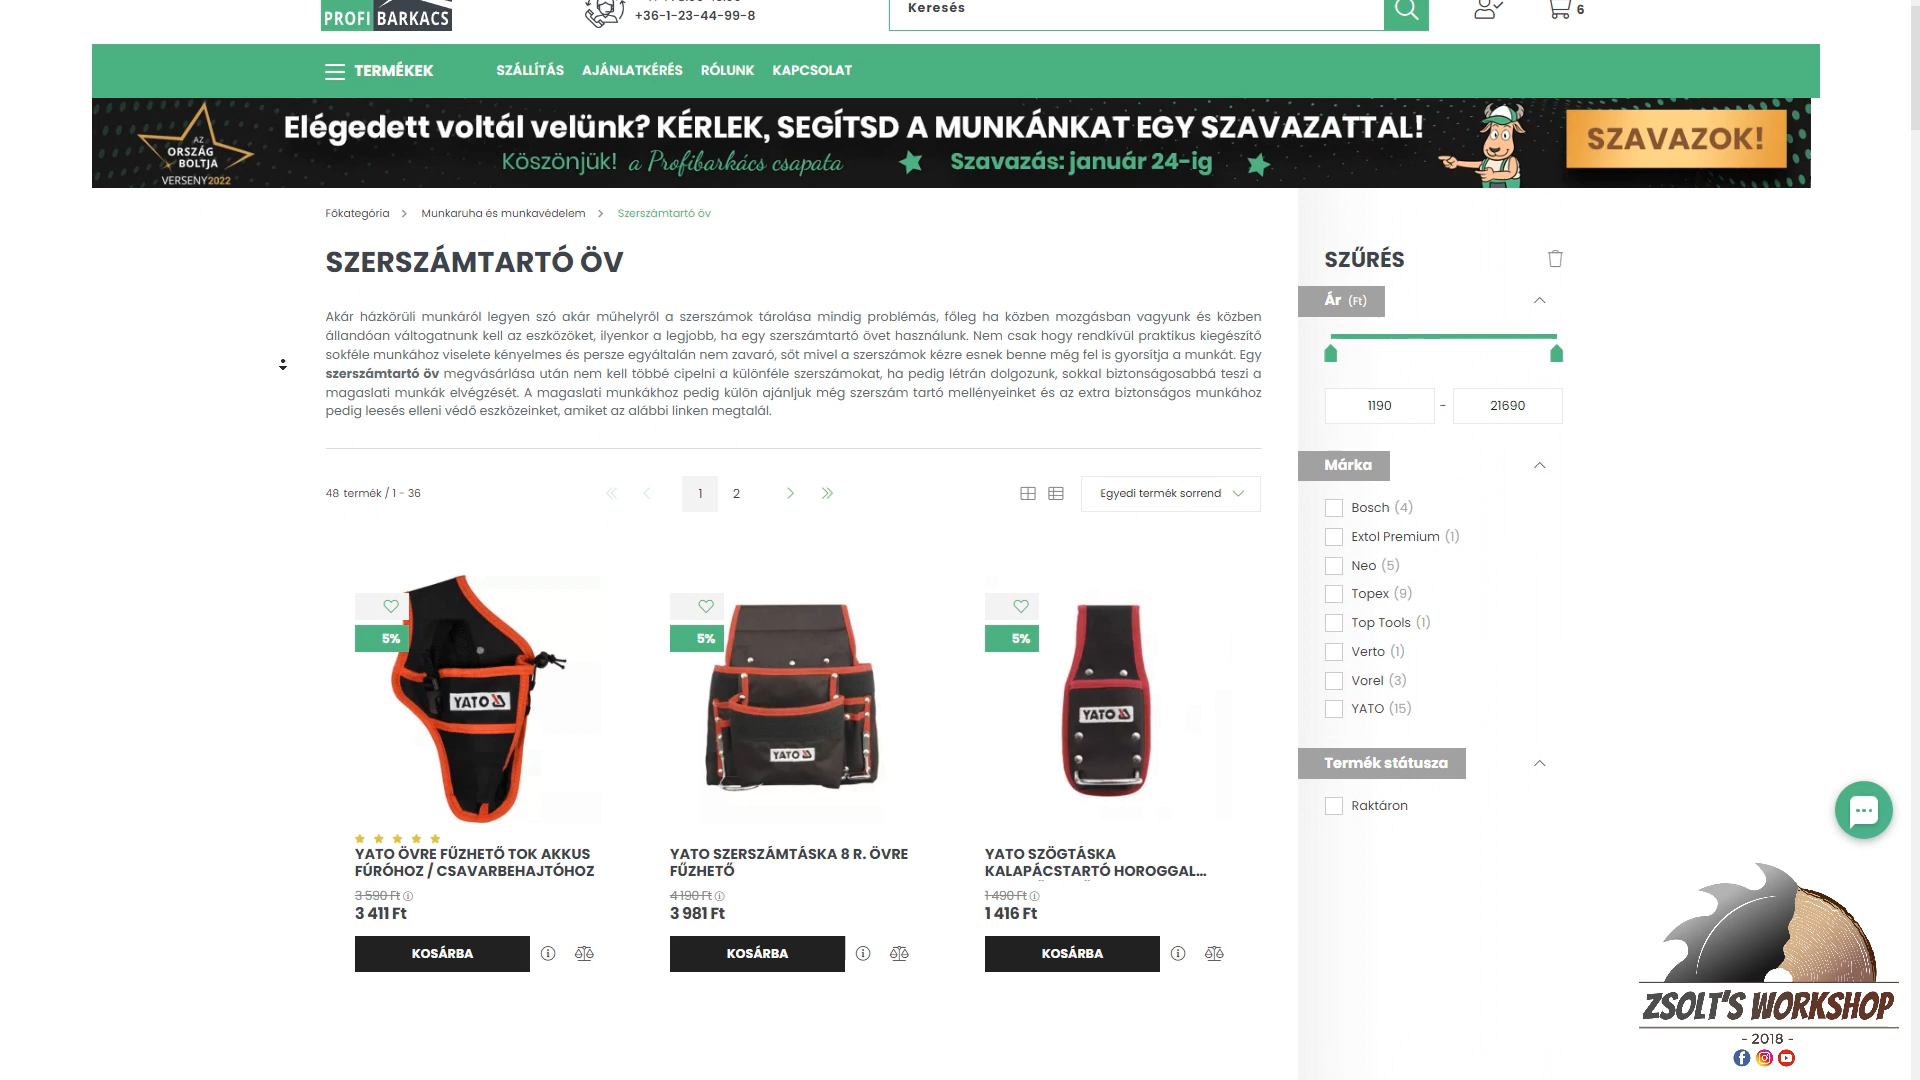 PROFI BARKÁCS
+36-1-23-44-99-8
Keresés
6
TERMÉKEK
SZÁLLÍTÁS AJÁNLATKÉRÉS RÓLUNK KAPCSOLAT
AZ
ORSZÁG
BOLTJA
VERSENY2022
Elégedett voltál velünk? KÉRLEK, SEGÍTSD A MUNKÁNKAT EGY SZAVAZATTAL!
Köszönjük! a Profibarkács csapata Szavazás: január 24-ig
SZAVAZOK!
Főkategória Munkaruha és munkavédelem Szerszámtartó öv
SZERSZÁMTARTÓ ÖV
Akár házkörüli munkáról legyen szó akár műhelyről a szerszámok tárolása mindig problémás, főleg ha közben mozgásban vagyunk és közben
állandóan váltogatnunk kell az eszközöket, ilyenkor a legjobb, ha egy szerszámtartó övet használunk. Nem csak hogy rendkívül praktikus kiegészítő
sokféle munkához viselete kényelmes és persze egyáltalán nem zavaró, sőt mivel a szerszámok kézre esnek benne még fel is gyorsítja a munkát. Egy
szerszámtartó öv megvásárlása után nem kell többé cipelni a különféle szerszámokat, ha pedig létrán dolgozunk, sokkal biztonságosabbá teszi a
magaslati munkák elvégzését. A magaslati munkákhoz pedig külön ajánljuk még szerszám tartó mellényeinket és az extra biztonságos munkához
pedig leesés elleni védő eszközeinket, amiket az alábbi linken megtalál.
48 termék / 1 - 36
1 2
Egyedi termék sorrend
5%
YATO
YATO ÖVRE FŰZHETŐ TOK AKKUS
FÚRÓHOZ / CSAVARBEHAJTÓHOZ
3 590 Ft
3 411 Ft
KOSÁRBA
5%
YATO
YATO SZERSZÁMTÁSKA 8 R. ÖVRE
FŰZHETŐ
4 190 Ft
3 981 Ft
KOSÁRBA
5%
YATO
YATO SZÖGTÁSKA
KALAPÁCSTARTÓ HOROGGAL...
1 490 Ft
1 416 Ft
KOSÁRBA
SZŰRÉS
Ár (Ft)
1190 - 21690
Márka
Bosch (4)
Extol Premium (1)
Neo (5)
Topex (9)
Top Tools (1)
Verto (1)
Vorel (3)
YATO (15)
Termék státusza
Raktáron
ZSOLT'S WORKSHOP
- 2018 -